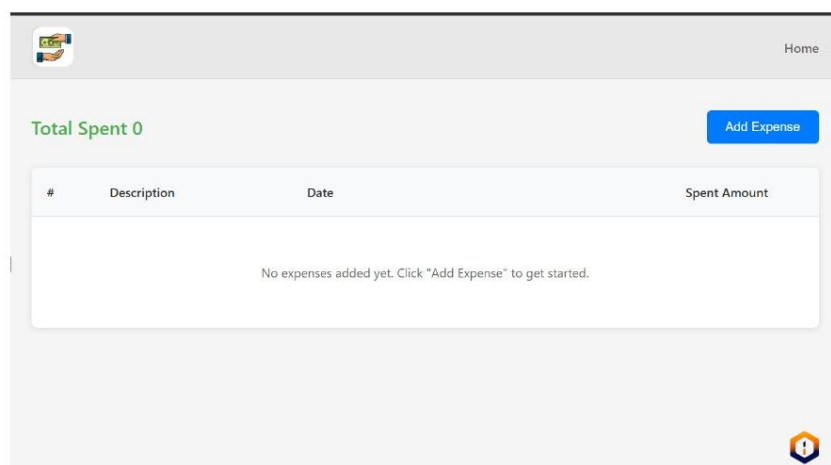 Home
Total Spent 0
Add Expense
# Description Date Spent Amount
No expenses added yet. Click "Add Expense" to get started.